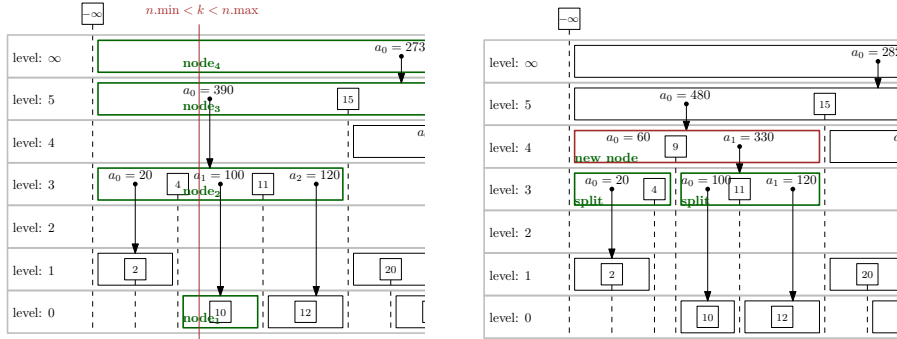 −∞
n.min < k < n.max
level: ∞
a₀ = 273
node₄
level: 5
a₀ = 390
node₃
15
level: 4
level: 3
a₀ = 20
4
a₁ = 100
node₂
11
a₂ = 120
level: 2
level: 1
2
20
level: 0
node₁
10
12
−∞
level: ∞
level: 5
a₀ = 480
15
level: 4
a₀ = 60
9
a₁ = 330
new node
level: 3
a₀ = 20
4
split
a₀ = 100
split
11
a₁ = 120
level: 2
level: 1
2
20
level: 0
10
12